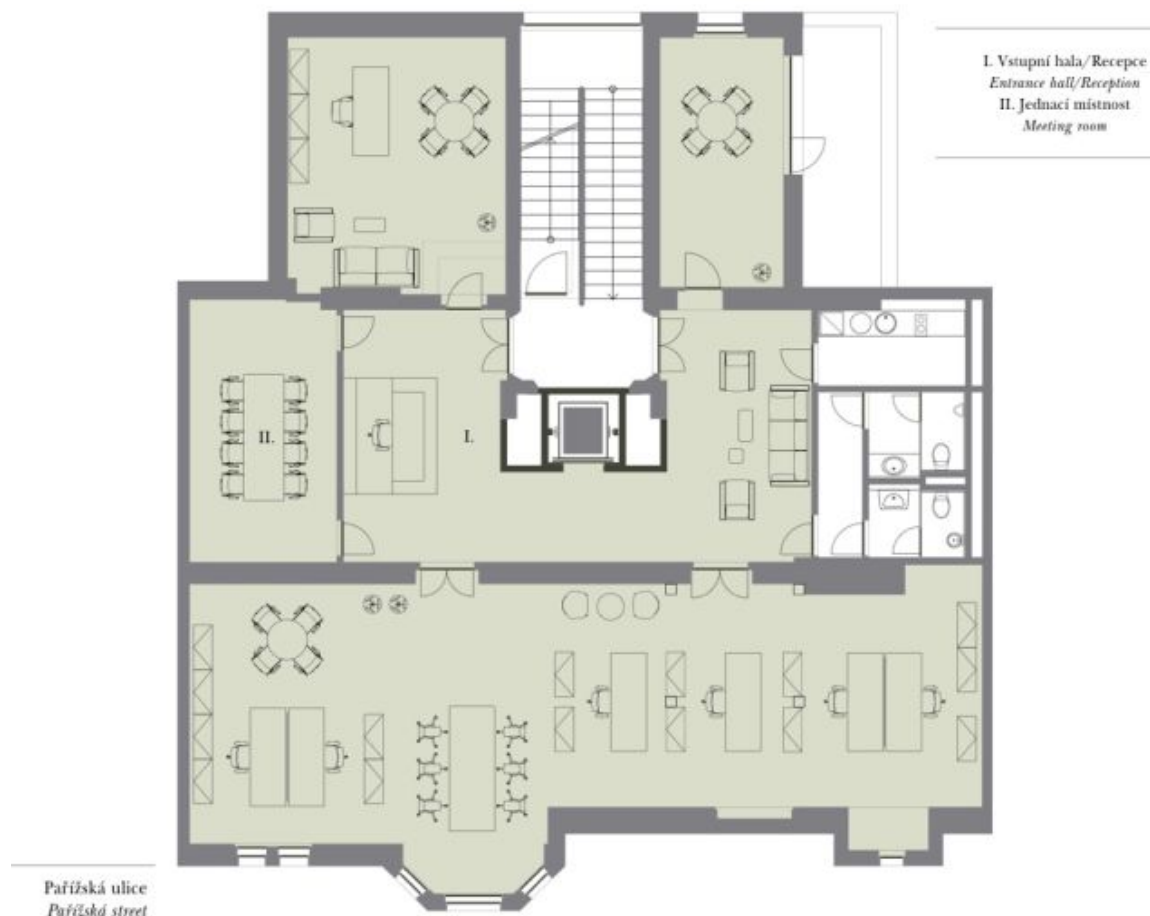 I. Vstupní hala/Recepce
Entrance hall/Reception
II. Jednací místnost
Meeting room
II.
I.
Pařížská ulice
Pařížská street